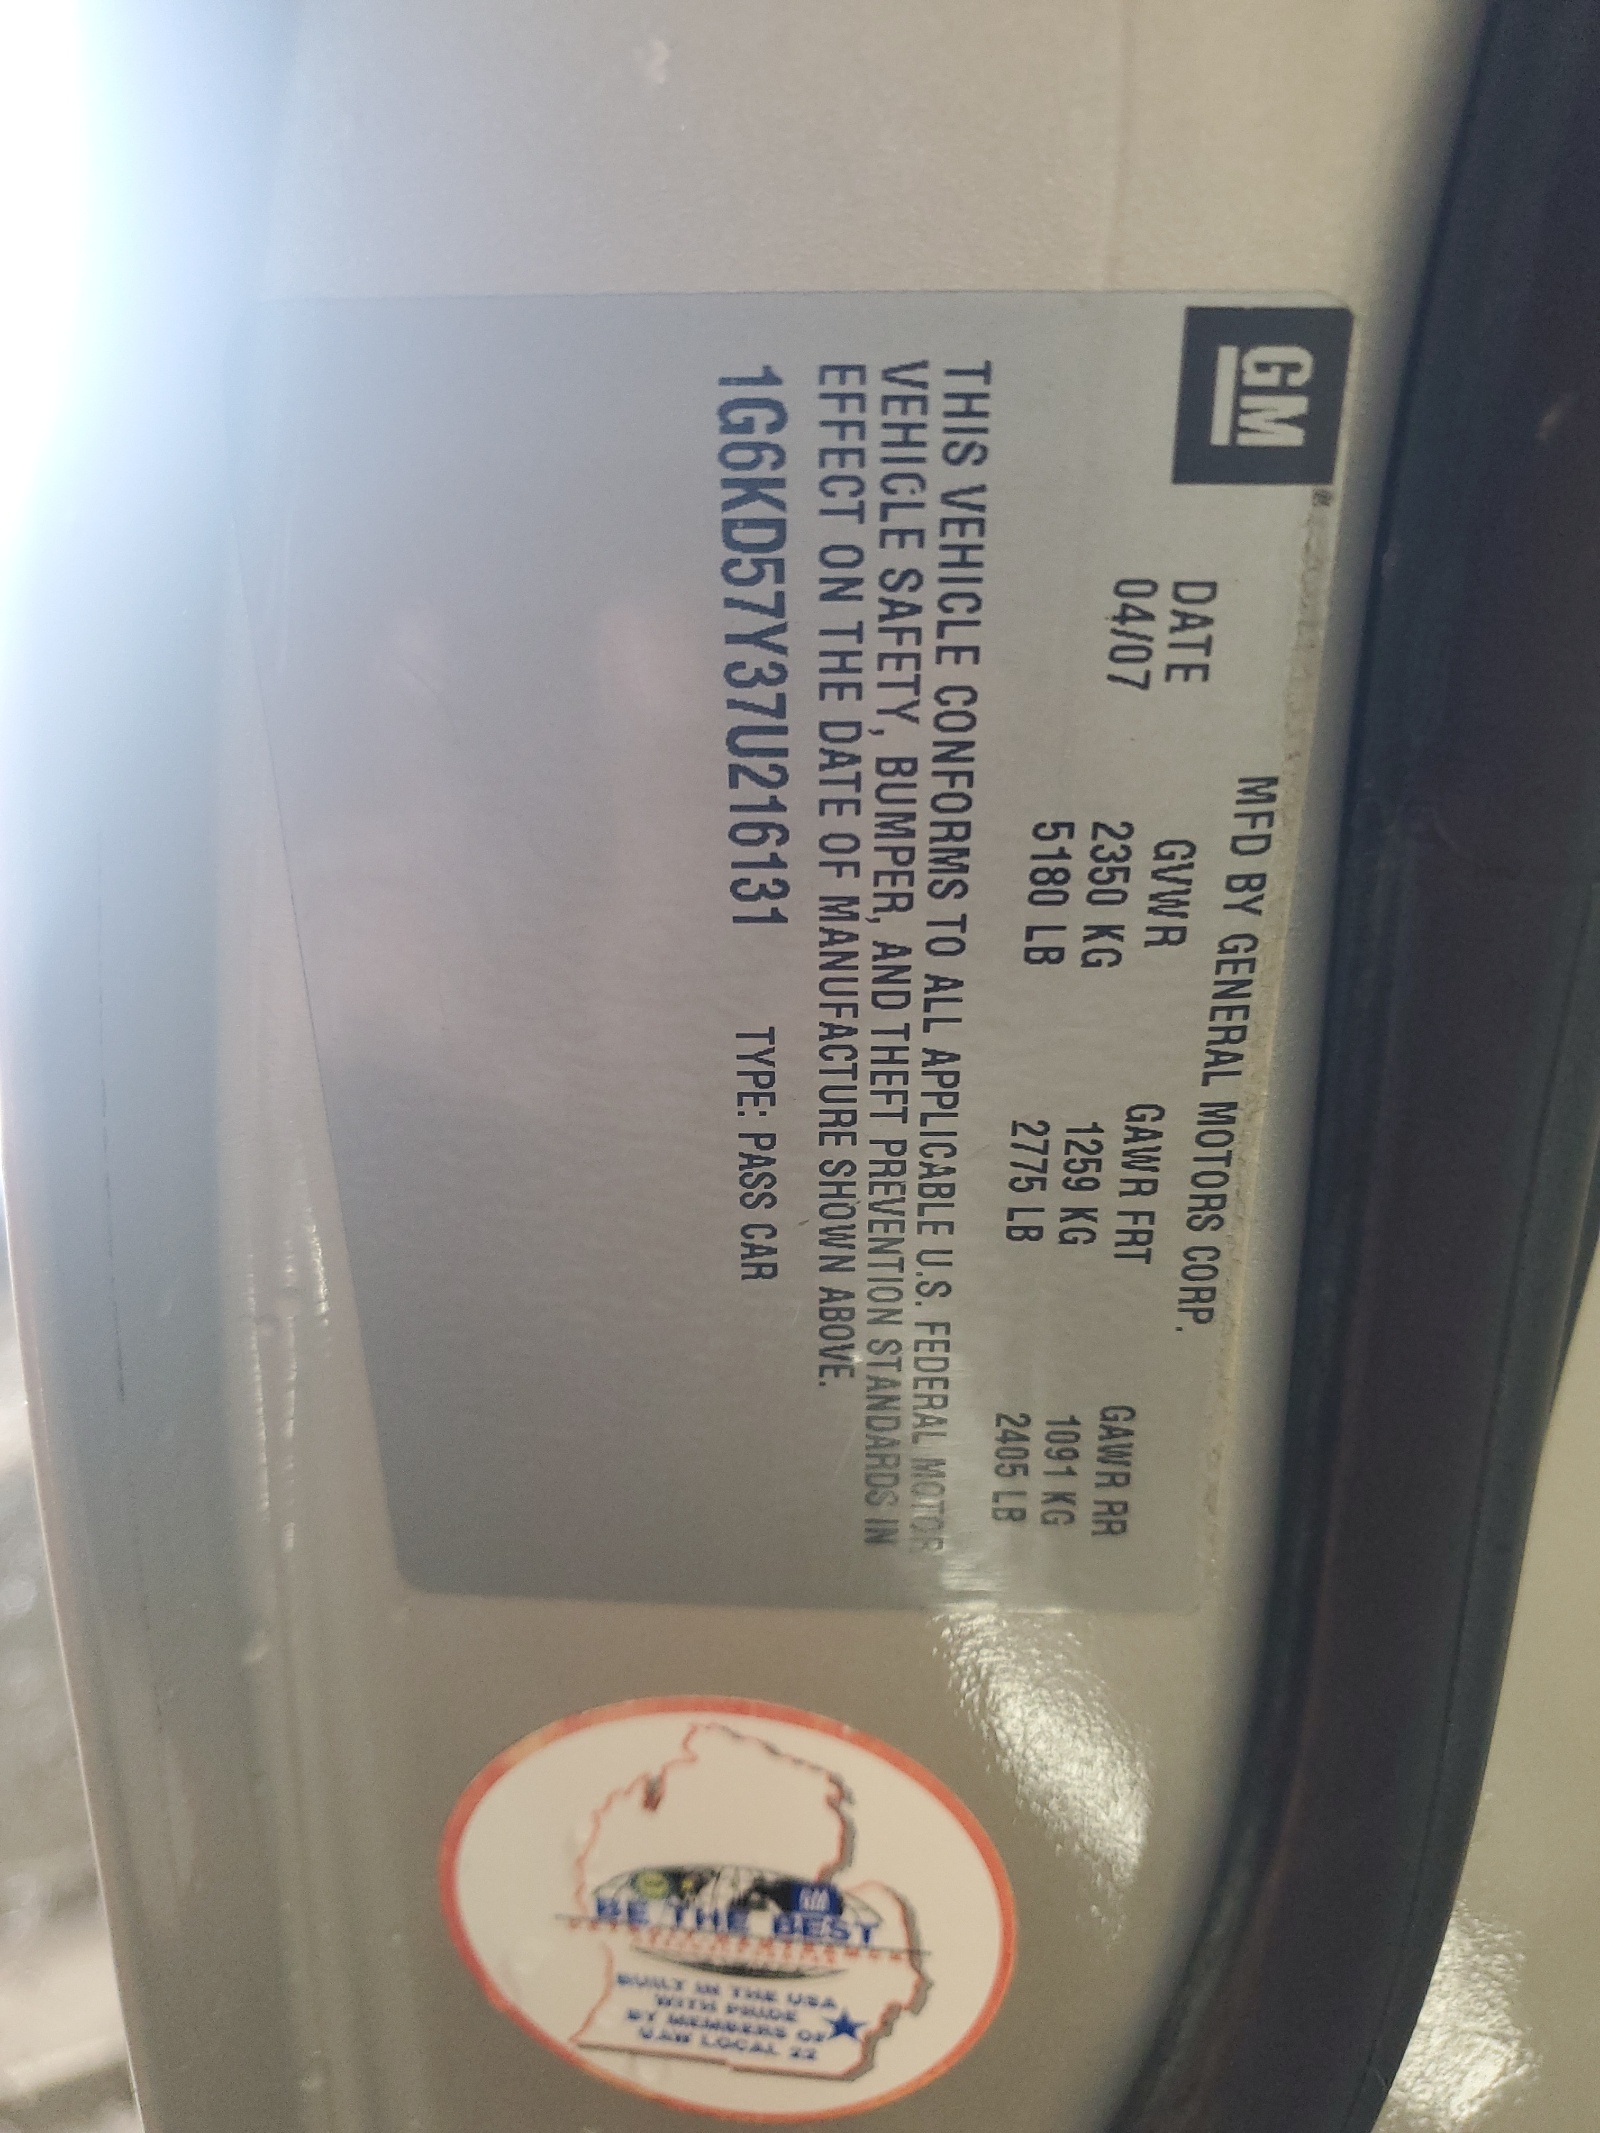 GM
MFD BY GENERAL MOTORS CORP.
DATE GVWR GAWR FRT GAWR RR
04/07 2350 KG 1259 KG 1091 KG
5180 LB 2775 LB 2405 LB
THIS VEHICLE CONFORMS TO ALL APPLICABLE U.S. FEDERAL MOTOR
VEHICLE SAFETY, BUMPER, AND THEFT PREVENTION STANDARDS IN
EFFECT ON THE DATE OF MANUFACTURE SHOWN ABOVE.
1G6KD57Y37U216131 TYPE: PASS CAR
GM
BE THE BEST
BUILT IN THE USA
WITH PRIDE
BY MEMBERS OF
UAW LOCAL 22